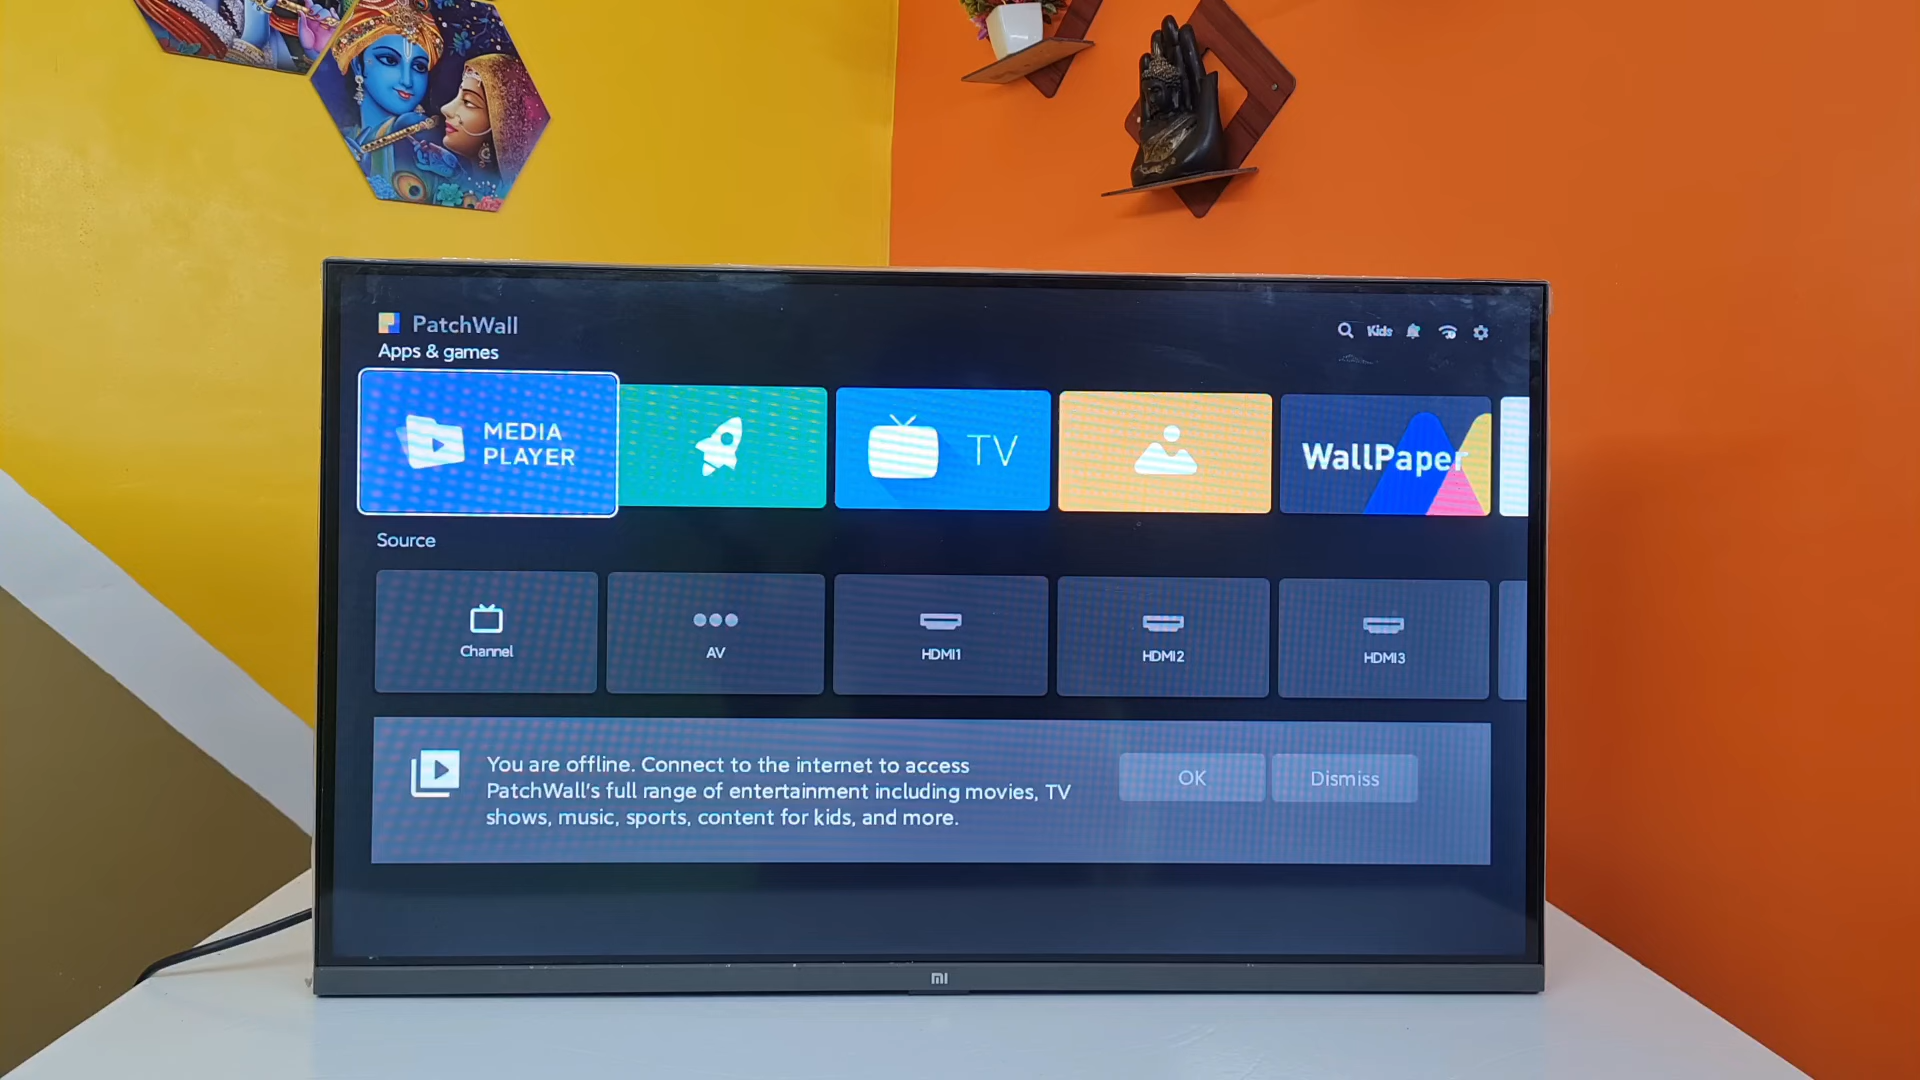 PatchWall
Kids
Apps & games
MEDIA
PLAYER
TV
WallPaper
Source
Channel
AV
HDMI1
HDMI2
HDMI3
You are offline. Connect to the internet to access
PatchWall's full range of entertainment including movies, TV
shows, music, sports, content for kids, and more.
OK
Dismiss
mi